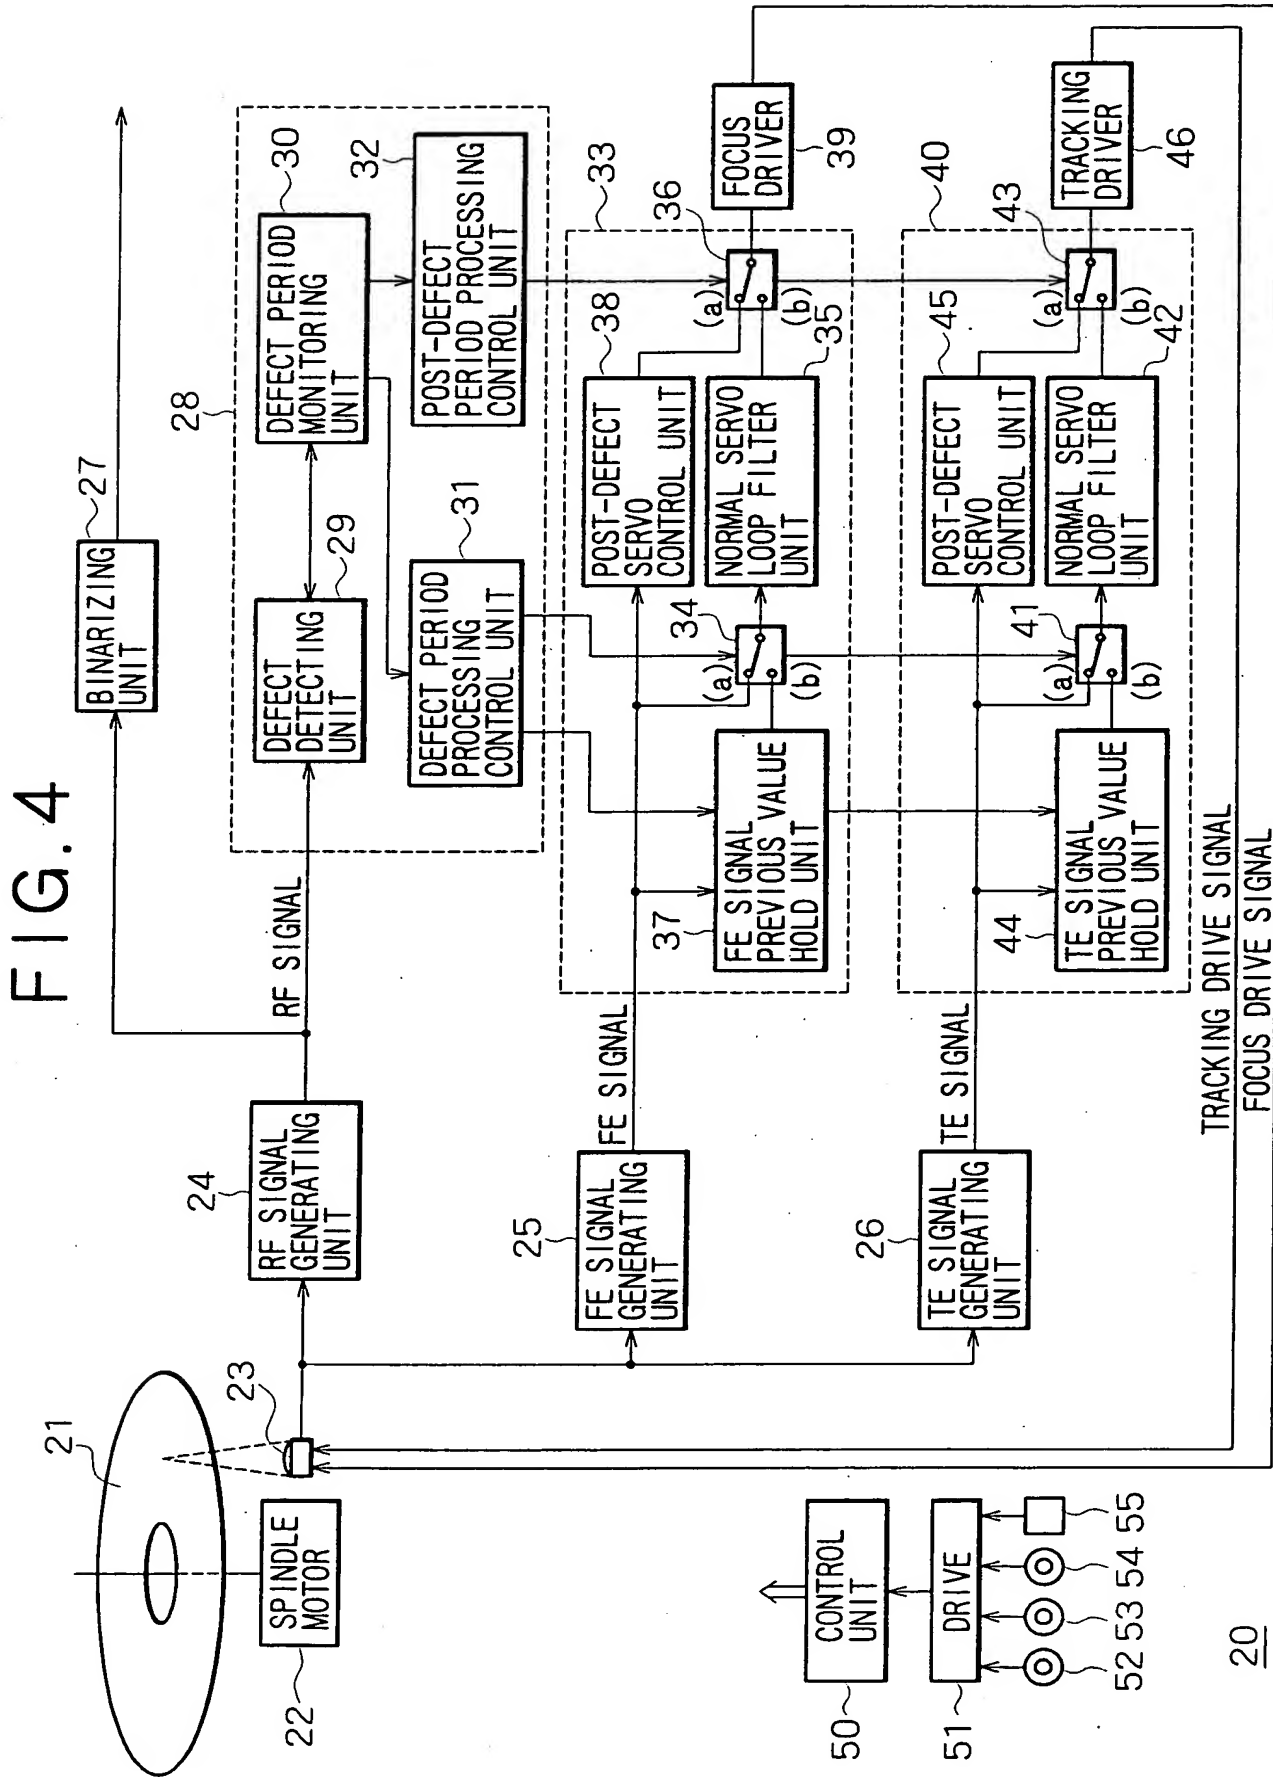 FIG. 4
21
SPINDLE
MOTOR
22
23
24
RF SIGNAL
GENERATING
UNIT
RF SIGNAL
BINARIZING
UNIT
27
28
DEFECT
DETECTING
UNIT
29
DEFECT PERIOD
MONITORING
UNIT
30
DEFECT PERIOD
PROCESSING
CONTROL UNIT
31
POST-DEFECT
PERIOD PROCESSING
CONTROL UNIT
32
25
FE SIGNAL
GENERATING
UNIT
FE SIGNAL
33
37
FE SIGNAL
PREVIOUS VALUE
HOLD UNIT
34
(a)
(b)
POST-DEFECT
SERVO
CONTROL UNIT
38
NORMAL SERVO
LOOP FILTER
UNIT
35
36
(a)
(b)
FOCUS
DRIVER
39
26
TE SIGNAL
GENERATING
UNIT
TE SIGNAL
40
44
TE SIGNAL
PREVIOUS VALUE
HOLD UNIT
41
(a)
(b)
POST-DEFECT
SERVO
CONTROL UNIT
45
NORMAL SERVO
LOOP FILTER
UNIT
42
43
(a)
(b)
TRACKING
DRIVER
46
TRACKING DRIVE SIGNAL
FOCUS DRIVE SIGNAL
CONTROL
UNIT
50
DRIVE
51
52
53
54
55
20